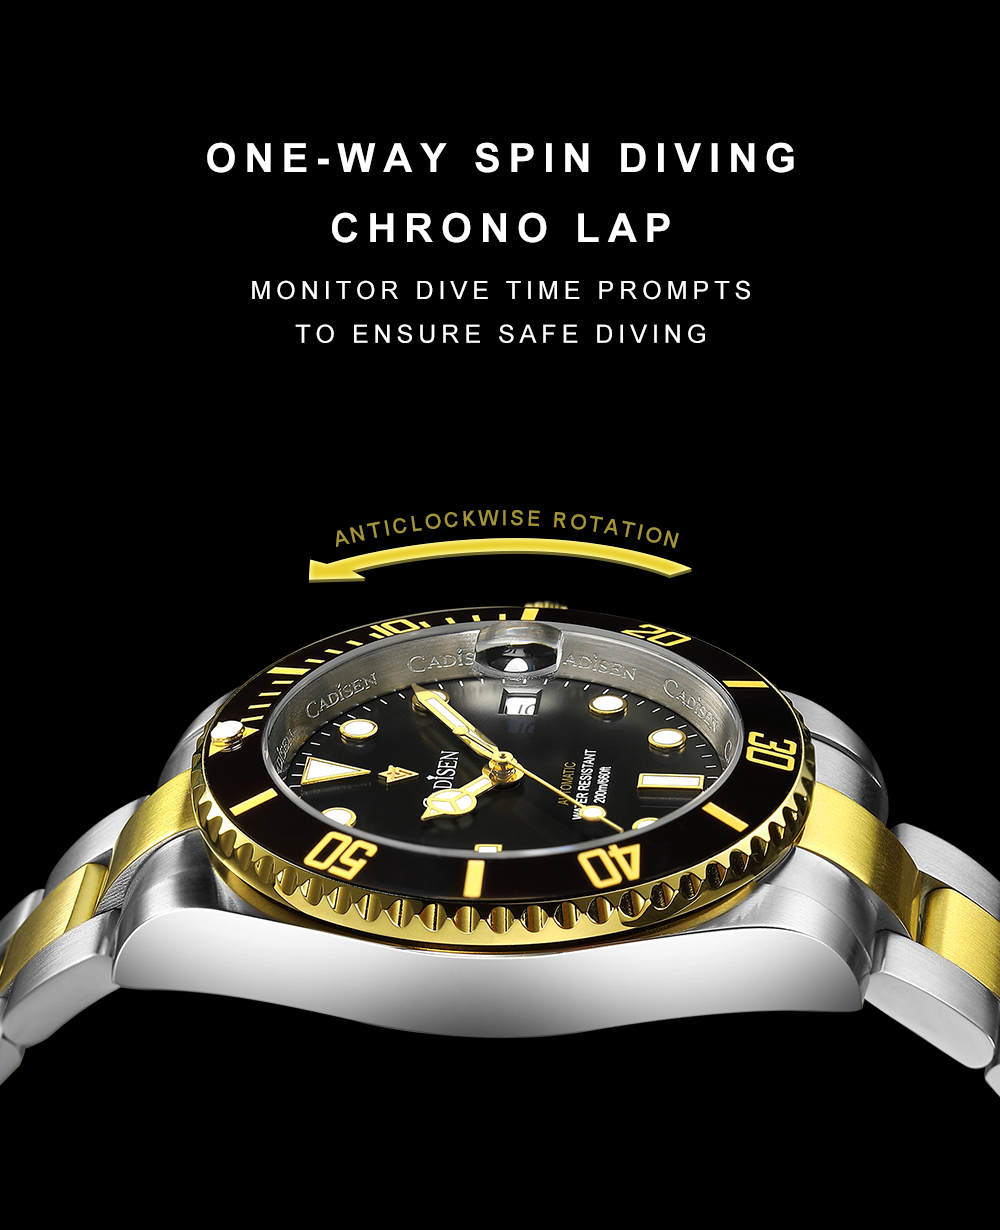 ONE-WAY SPIN DIVING
CHRONO LAP
MONITOR DIVE TIME PROMPTS
TO ENSURE SAFE DIVING
ANTICLOCKWISE ROTATION
10
20
30
40
50
CADISEN
CADISEN
CADISEN
AUTOMATIC
WATER RESISTANT
200m/660ft